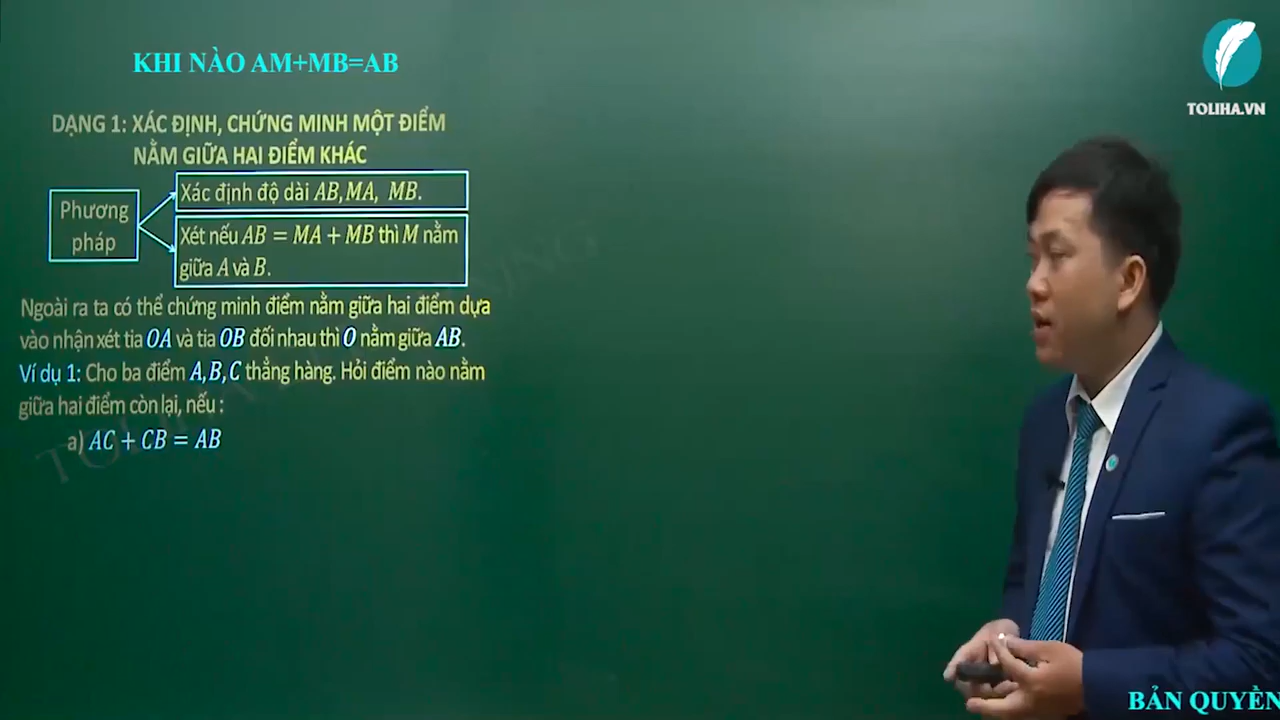 KHI NÀO AM+MB=AB
TOLIHA.VN
DẠNG 1: XÁC ĐỊNH, CHỨNG MINH MỘT ĐIỂM
NẰM GIỮA HAI ĐIỂM KHÁC
Phương
pháp
Xác định độ dài AB, MA, MB.
Xét nếu AB = MA + MB thì M nằm
giữa A và B.
Ngoài ra ta có thể chứng minh điểm nằm giữa hai điểm dựa
vào nhận xét tia OA và tia OB đối nhau thì O nằm giữa AB.
Ví dụ 1: Cho ba điểm A, B, C thẳng hàng. Hỏi điểm nào nằm
giữa hai điểm còn lại, nếu :
a) AC + CB = AB
BẢN QUYỀN